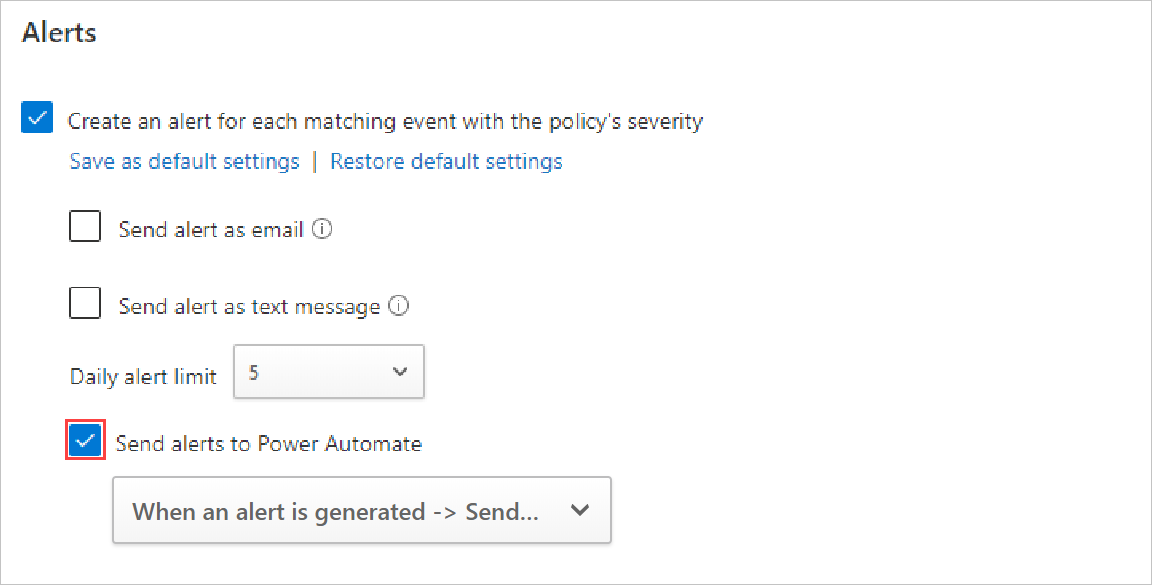 Alerts
Create an alert for each matching event with the policy's severity
Save as default settings | Restore default settings
Send alert as email
Send alert as text message
Daily alert limit 5
Send alerts to Power Automate
When an alert is generated -> Send...